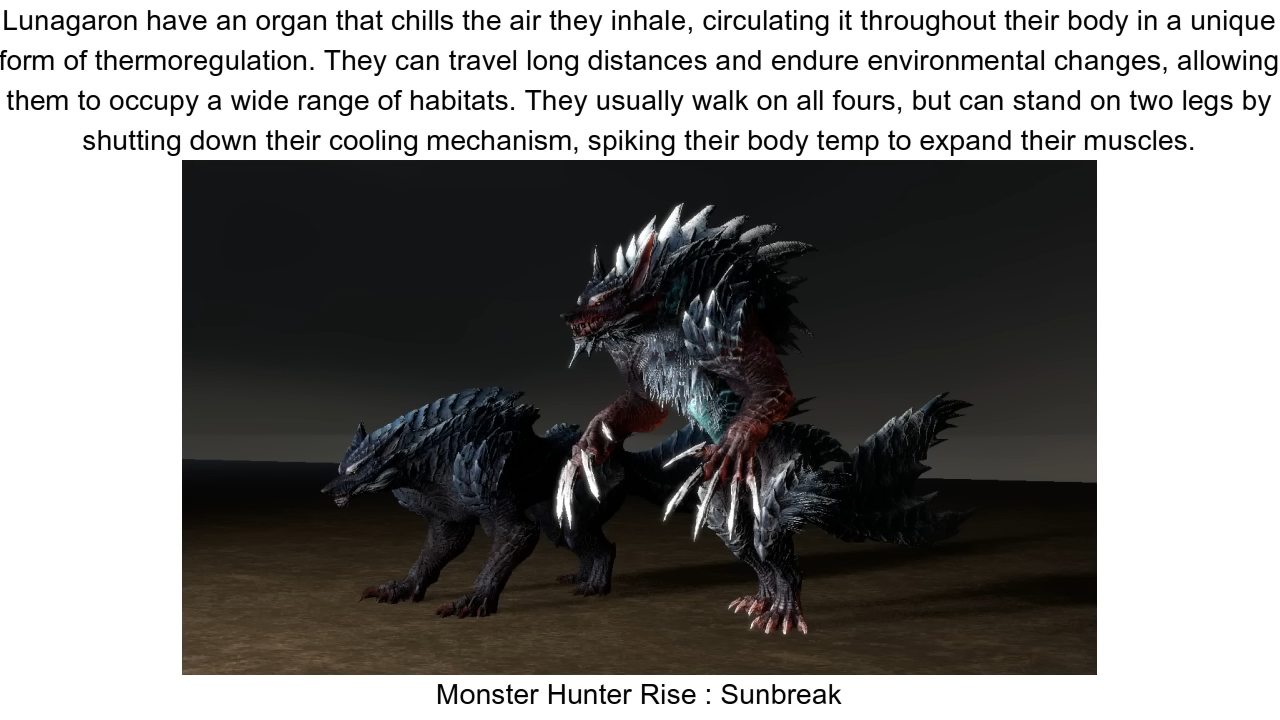 Lunagaron have an organ that chills the air they inhale, circulating it throughout their body in a unique
form of thermoregulation. They can travel long distances and endure environmental changes, allowing
them to occupy a wide range of habitats. They usually walk on all fours, but can stand on two legs by
shutting down their cooling mechanism, spiking their body temp to expand their muscles.
Monster Hunter Rise : Sunbreak